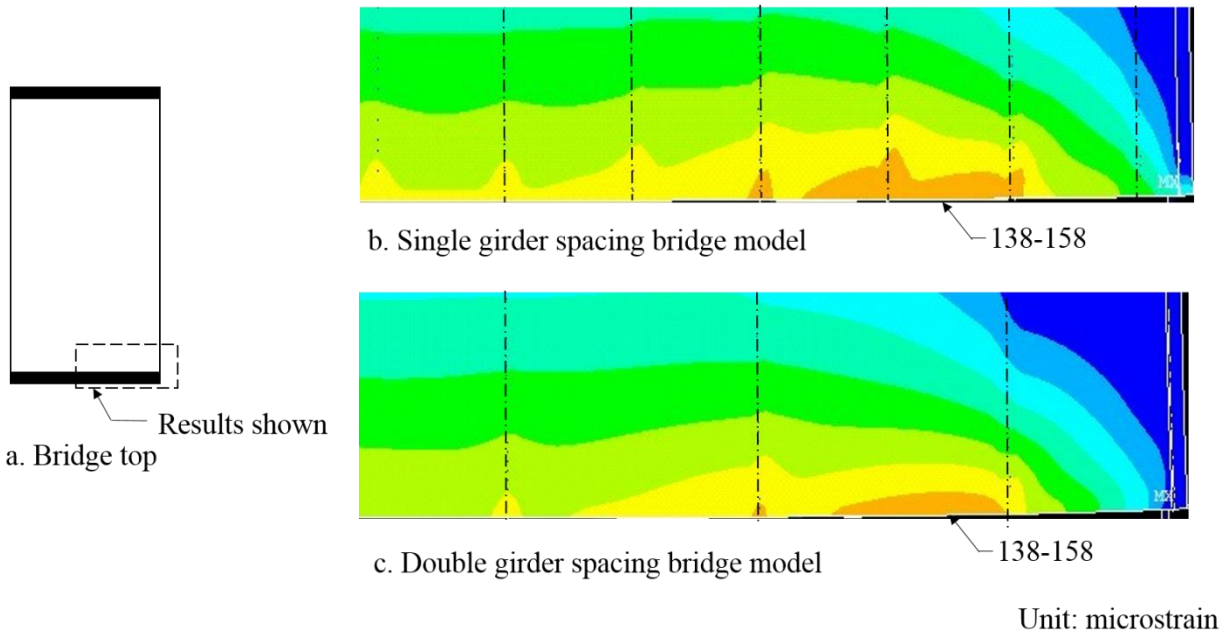 Results shown
a. Bridge top
MX
b. Single girder spacing bridge model
138-158
MX
c. Double girder spacing bridge model
138-158
Unit: microstrain